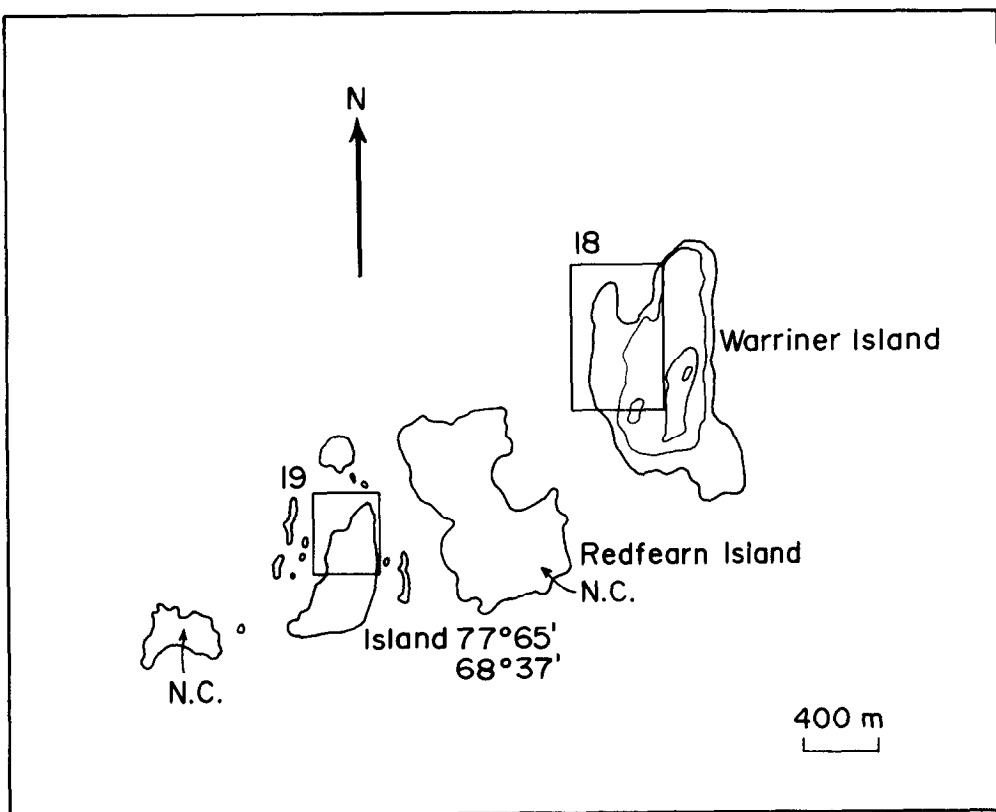 N
18
Warriner Island
19
Redfearn Island
N.C.
Island 77°65'
68°37'
N.C.
400 m